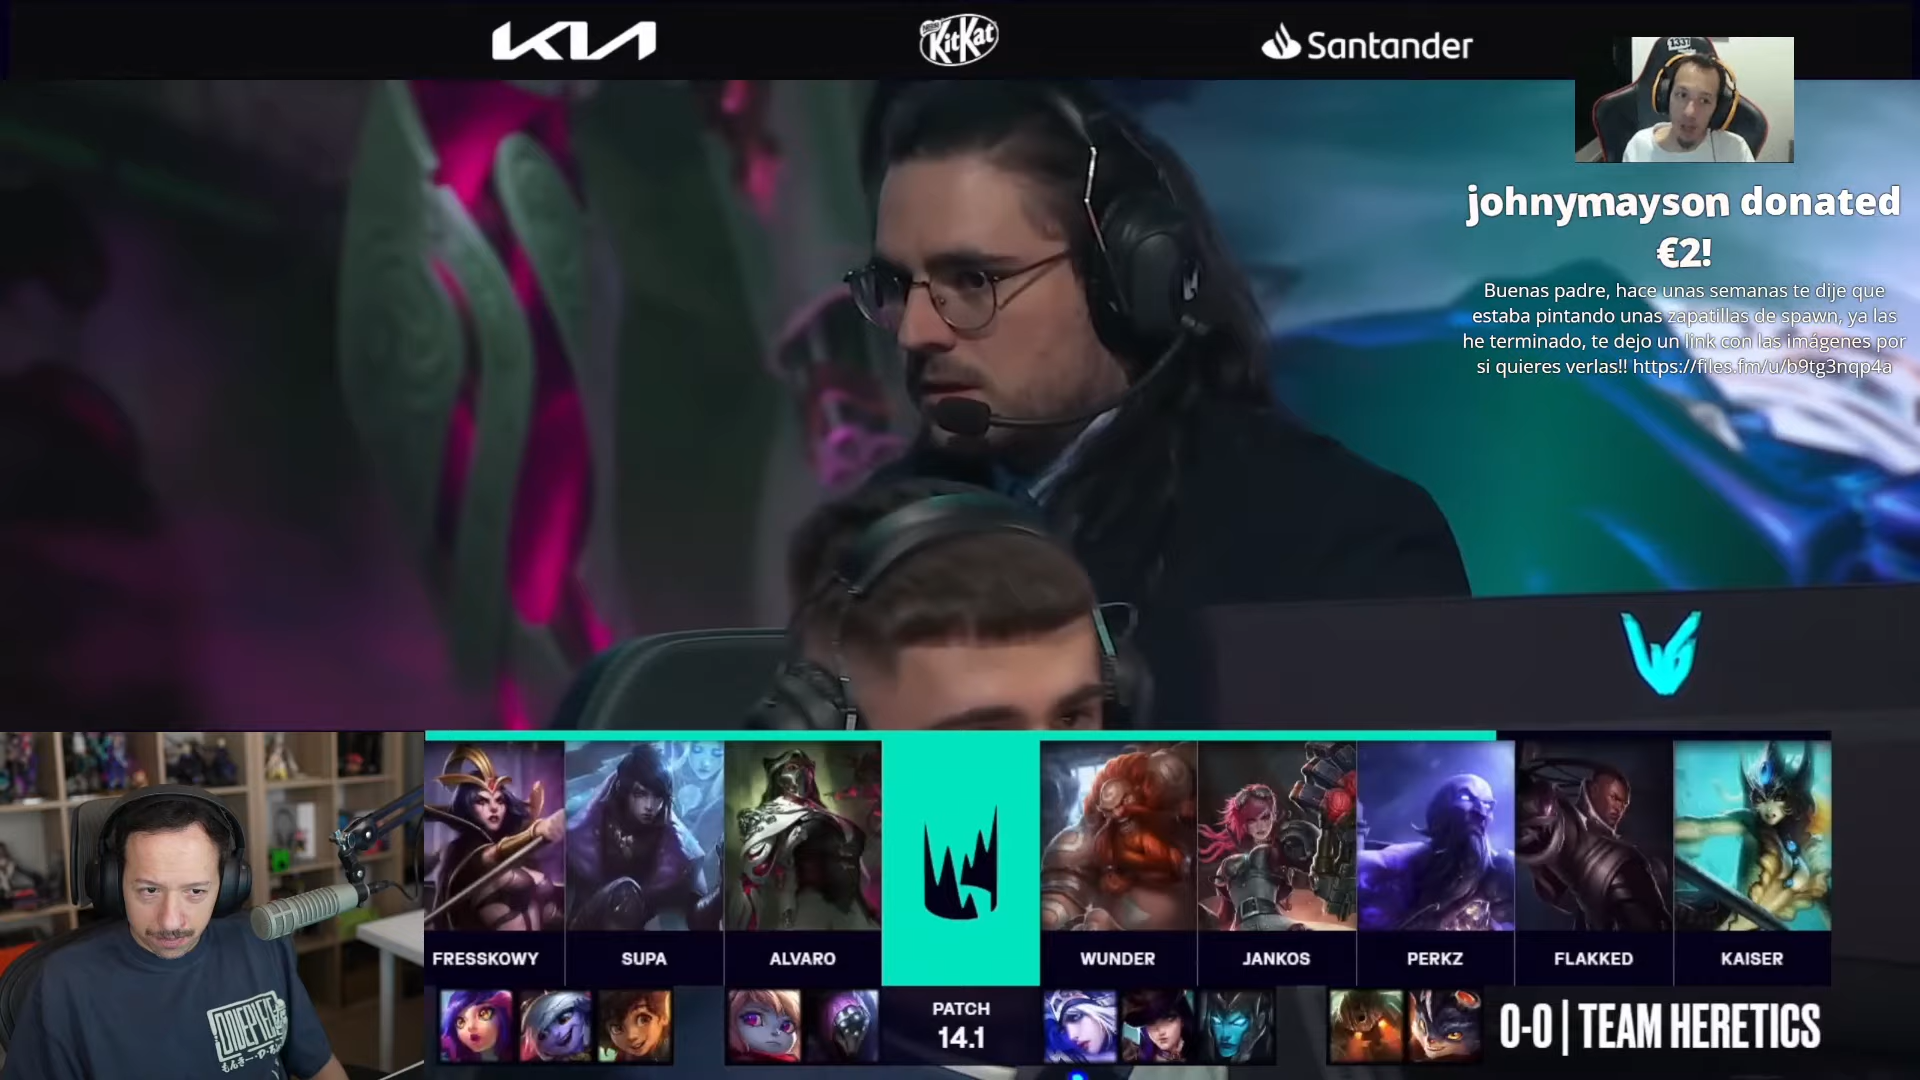 KIA
Nestlé
KitKat
Santander
johnymayson donated
€2!
Buenas padre, hace unas semanas te dije que
estaba pintando unas zapatillas de spawn, ya las
he terminado, te dejo un link con las imágenes por
si quieres verlas!! https://files.fm/u/b9tg3nqp4a
FRESSKOWY
SUPA
ALVARO
WUNDER
JANKOS
PERKZ
FLAKKED
KAISER
PATCH
14.1
0-0 | TEAM HERETICS